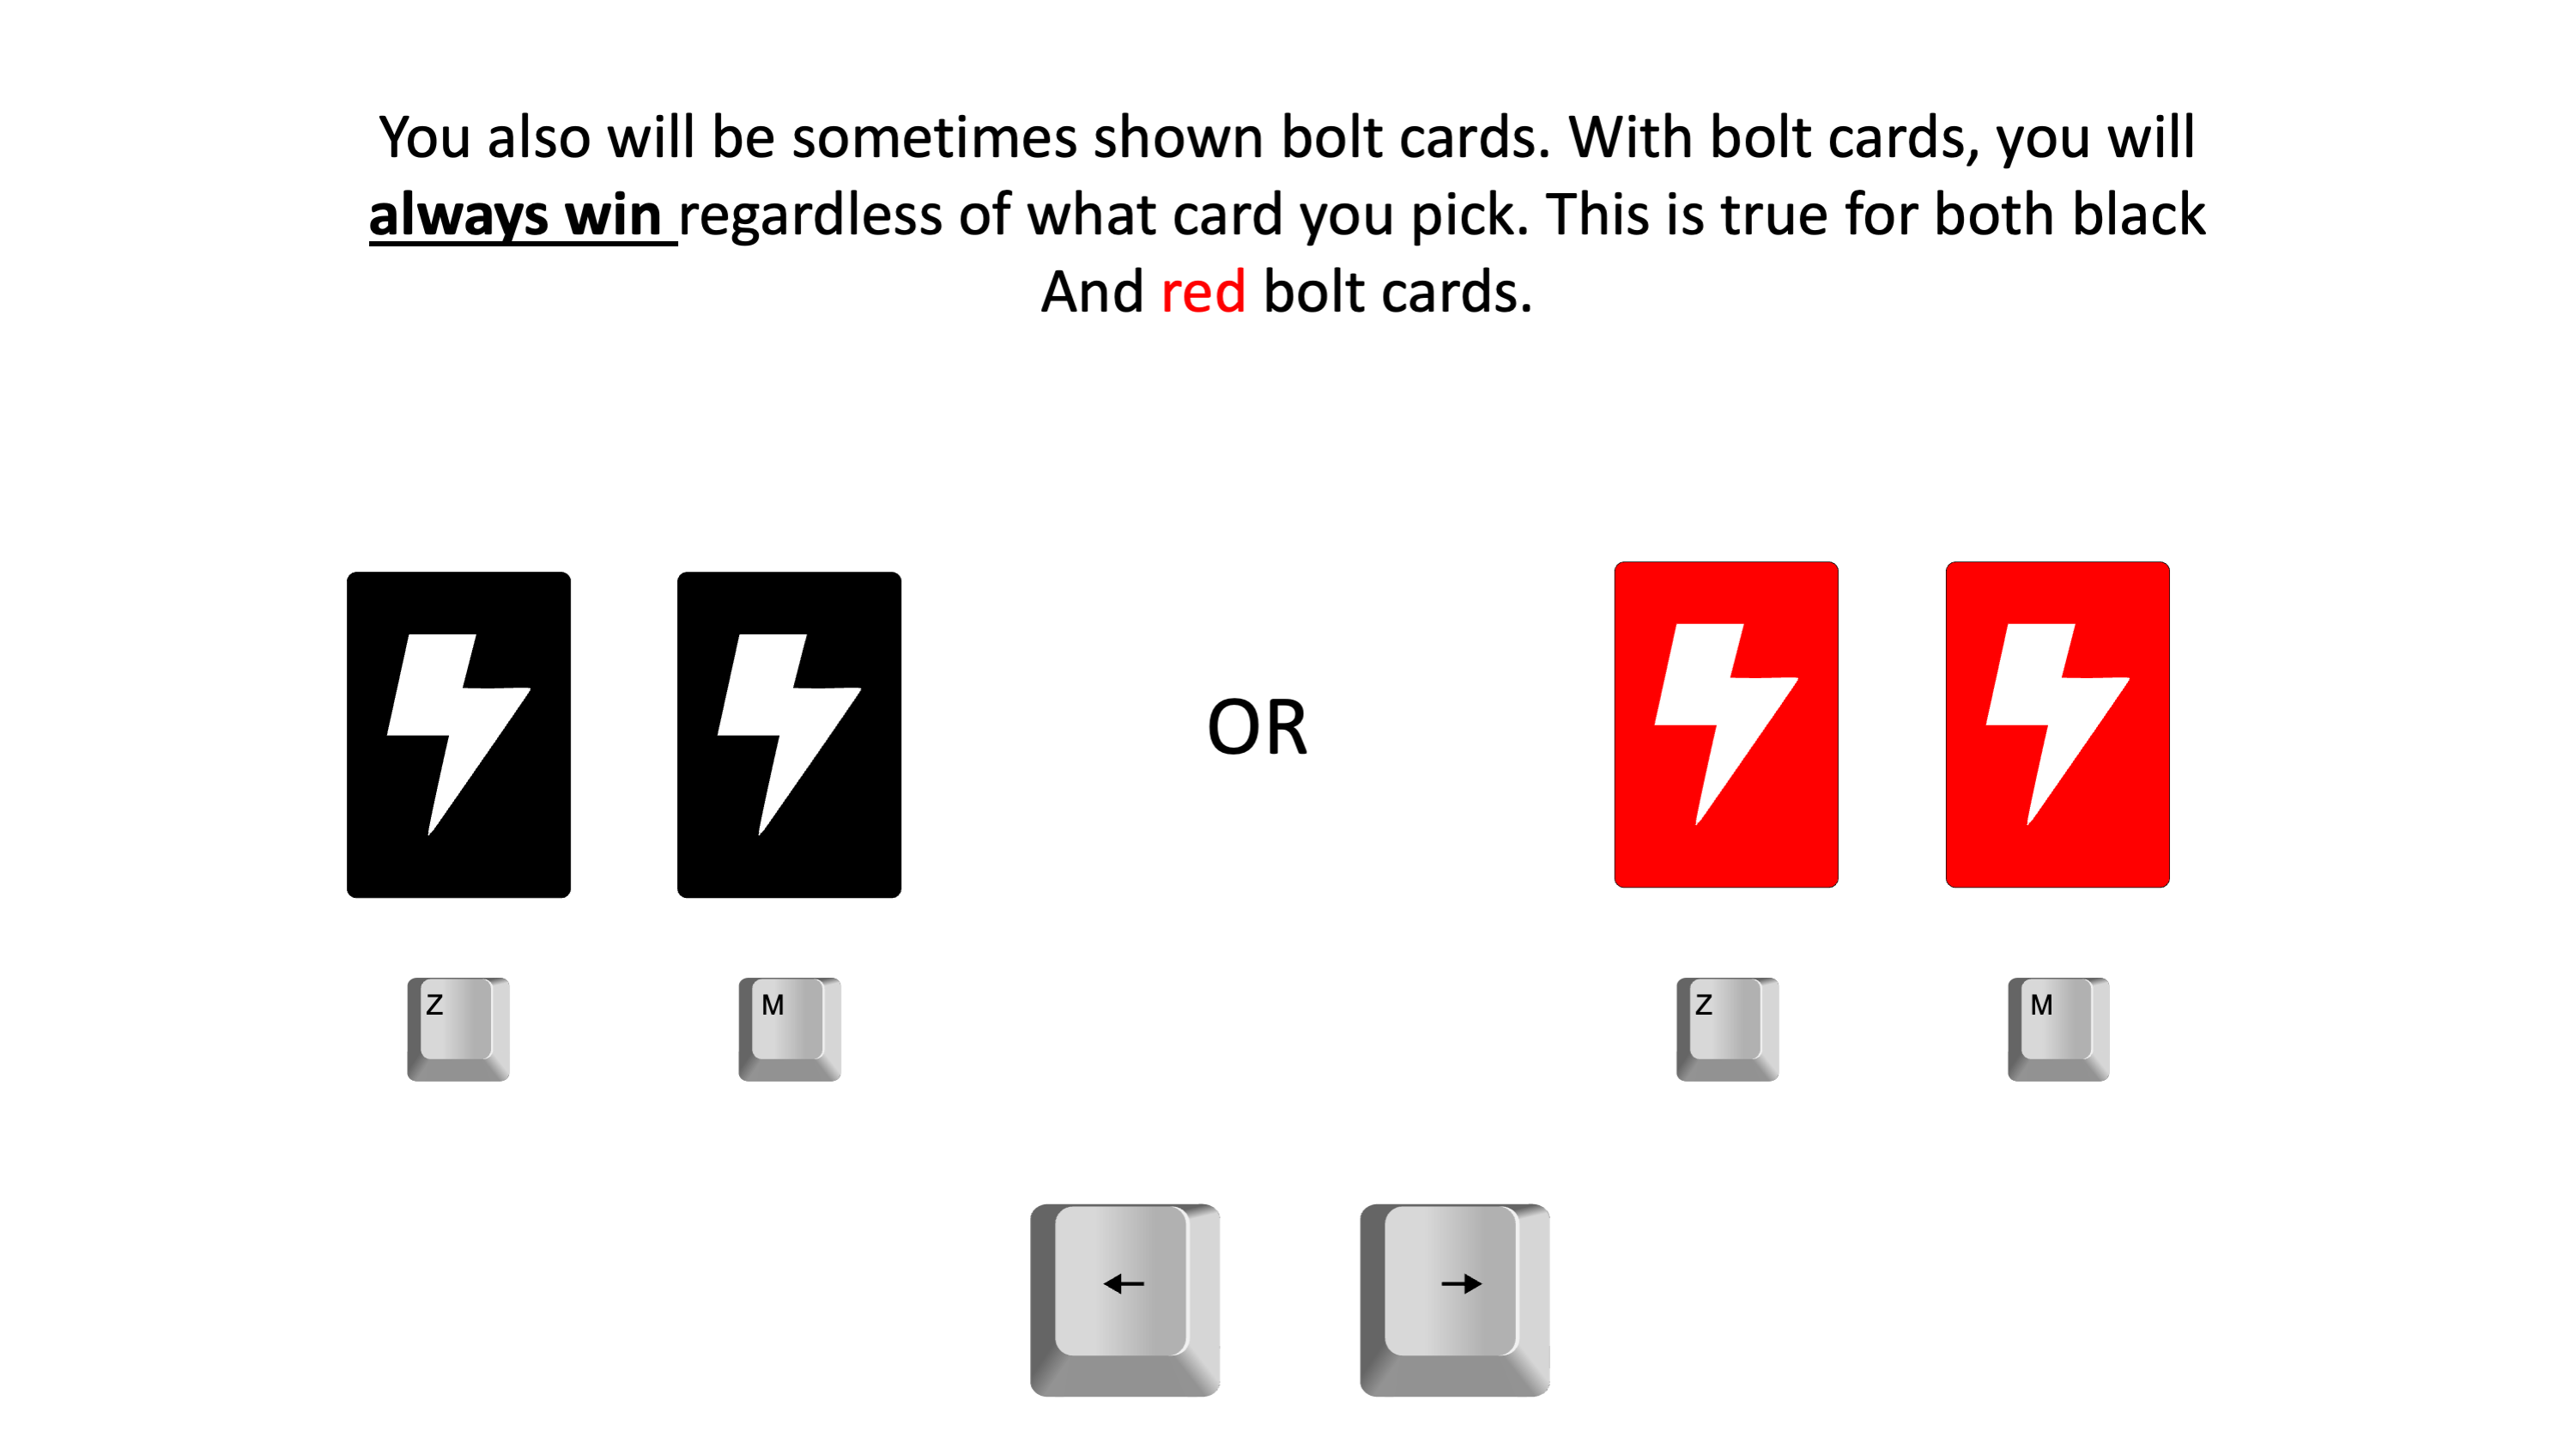 You also will be sometimes shown bolt cards. With bolt cards, you will
always win regardless of what card you pick. This is true for both black
And red bolt cards.
OR
Z M Z M
← →